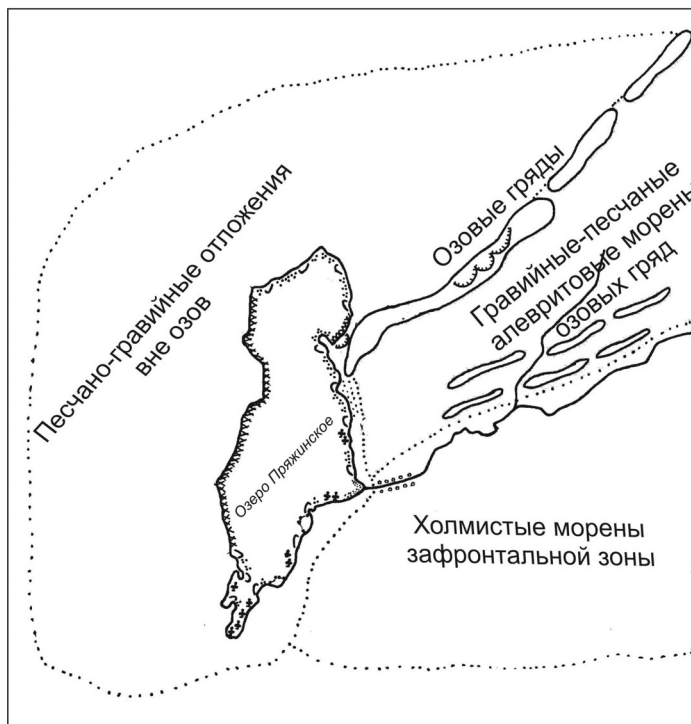 Песчано-гравийные отложения
вне озов
Озовые гряды
Гравийные-песчаные
алевритовые морены
озовых гряд
Озеро Пряжинское
Холмистые морены
зафронтальной зоны